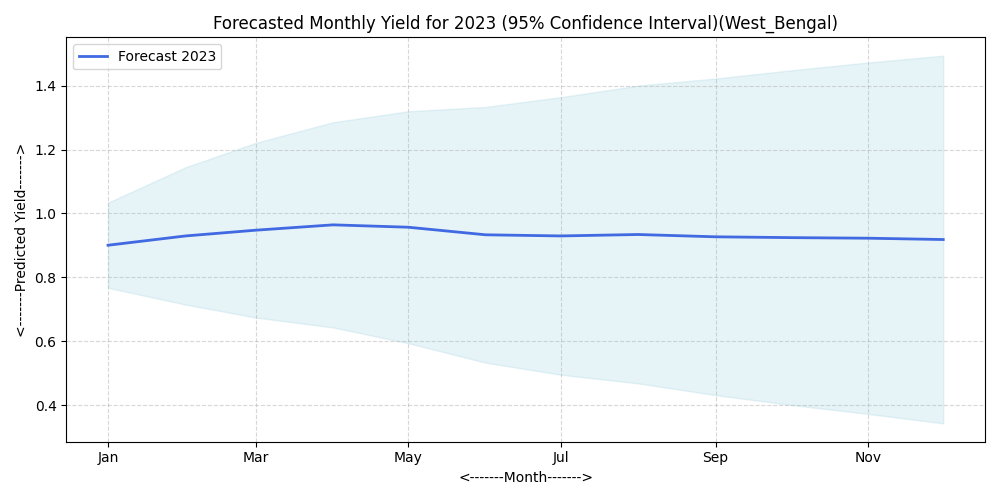 Forecasted Monthly Yield for 2023 (95% Confidence Interval)(West_Bengal)
Forecast 2023
<-------Predicted Yield------->
1.4
1.2
1.0
0.8
0.6
0.4
Jan Mar May Jul Sep Nov
<-------Month------->